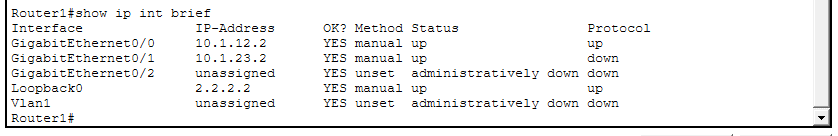 Router1#show ip int brief
Interface              IP-Address      OK? Method Status                Protocol
GigabitEthernet0/0     10.1.12.2       YES manual up                    up
GigabitEthernet0/1     10.1.23.2       YES manual up                    down
GigabitEthernet0/2     unassigned      YES unset  administratively down down
Loopback0              2.2.2.2         YES manual up                    up
Vlan1                  unassigned      YES unset  administratively down down
Router1#